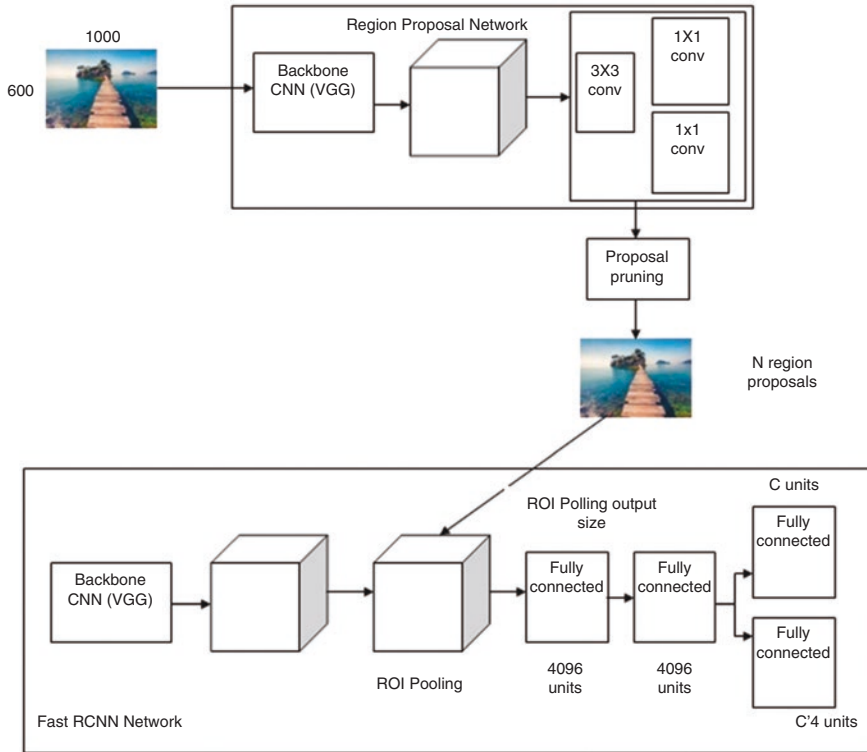 Region Proposal Network
1000
600
Backbone
CNN (VGG)
3X3
conv
1X1
conv
1x1
conv
Proposal
pruning
N region
proposals
C units
ROI Polling output
size
Backbone
CNN (VGG)
Fully
connected
Fully
connected
Fully
connected
Fully
connected
ROI Pooling
4096
units
4096
units
Fast RCNN Network
C'4 units